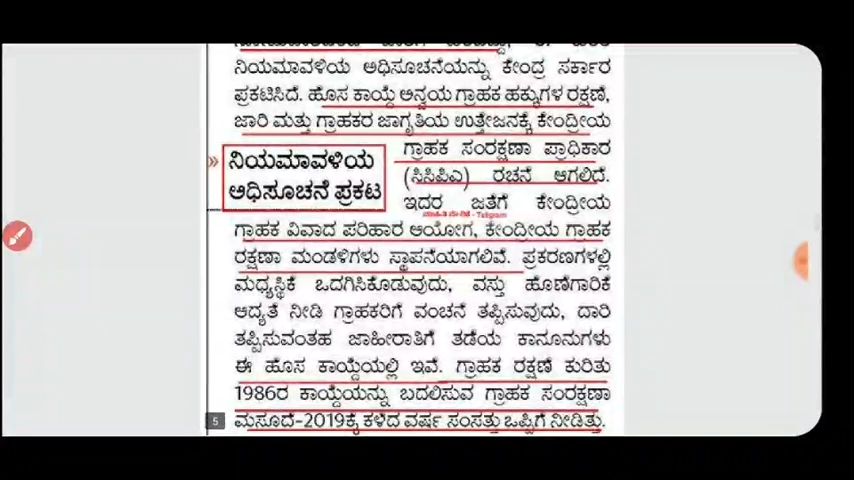 ನಿಯಮಾವಳಿಯ ಅಧಿಸೂಚನೆಯನ್ನು ಕೇಂದ್ರ ಸರ್ಕಾರ
ಪ್ರಕಟಿಸಿದೆ. ಹೊಸ ಕಾಯ್ದೆ ಅನ್ವಯ ಗ್ರಾಹಕ ಹಕ್ಕುಗಳ ರಕ್ಷಣೆ,
ಜಾರಿ ಮತ್ತು ಗ್ರಾಹಕರ ಜಾಗೃತಿಯ ಉತ್ತೇಜನಕ್ಕೆ ಕೇಂದ್ರೀಯ
» ನಿಯಮಾವಳಿಯ
ಅಧಿಸೂಚನೆ ಪ್ರಕಟ
ಗ್ರಾಹಕ ಸಂರಕ್ಷಣಾ ಪ್ರಾಧಿಕಾರ
(ಸಿಸಿಪಿಎ) ರಚನೆ ಆಗಲಿದೆ.
ಇದರ ಜತೆಗೆ ಕೇಂದ್ರೀಯ
Telegram
ಗ್ರಾಹಕ ವಿವಾದ ಪರಿಹಾರ ಆಯೋಗ, ಕೇಂದ್ರೀಯ ಗ್ರಾಹಕ
ರಕ್ಷಣಾ ಮಂಡಳಿಗಳು ಸ್ಥಾಪನೆಯಾಗಲಿವೆ. ಪ್ರಕರಣಗಳಲ್ಲಿ
ಮಧ್ಯಸ್ಥಿಕೆ ಒದಗಿಸಿಕೊಡುವುದು, ವಸ್ತು ಹೊಣೆಗಾರಿಕೆ
ಆದ್ಯತೆ ನೀಡಿ ಗ್ರಾಹಕರಿಗೆ ವಂಚನೆ ತಪ್ಪಿಸುವುದು, ದಾರಿ
ತಪ್ಪಿಸುವಂತಹ ಜಾಹೀರಾತಿಗೆ ತಡೆಯ ಕಾನೂನುಗಳು
ಈ ಹೊಸ ಕಾಯ್ದೆಯಲ್ಲಿ ಇವೆ. ಗ್ರಾಹಕ ರಕ್ಷಣೆ ಕುರಿತು
1986ರ ಕಾಯ್ದೆಯನ್ನು ಬದಲಿಸುವ ಗ್ರಾಹಕ ಸಂರಕ್ಷಣಾ
ಮಸೂದೆ-2019ಕ್ಕೆ ಕಳೆದ ವರ್ಷ ಸಂಸತ್ತು ಒಪ್ಪಿಗೆ ನೀಡಿತ್ತು.
5